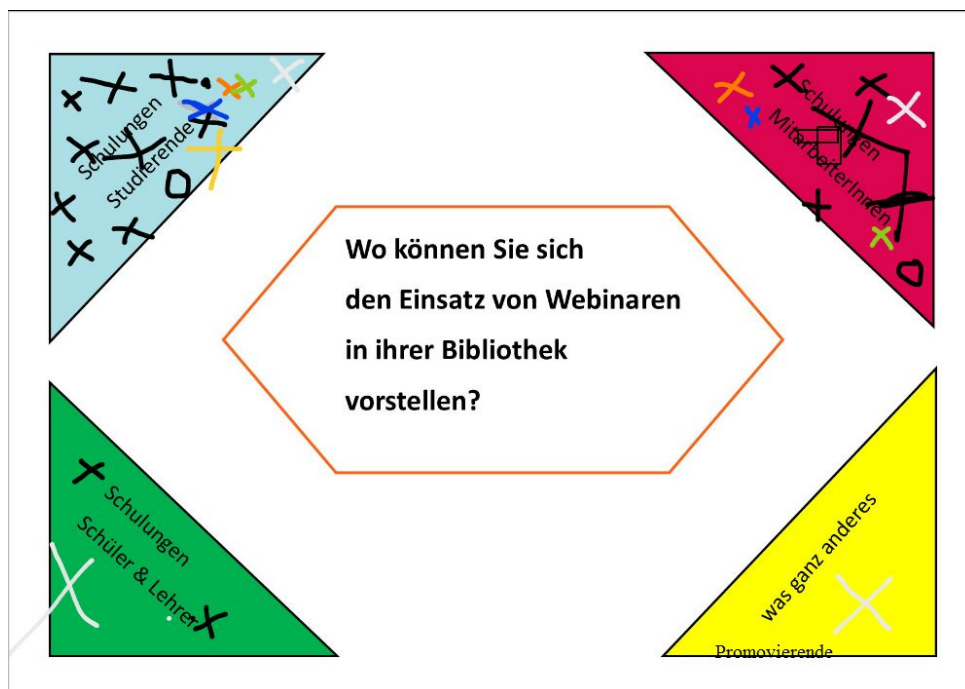 Schulungen
Studierende
Schulungen
MitarbeiterInnen
Wo können Sie sich
den Einsatz von Webinaren
in ihrer Bibliothek
vorstellen?
Schulungen
Schüler & Lehrer
was ganz anderes
Promovierende